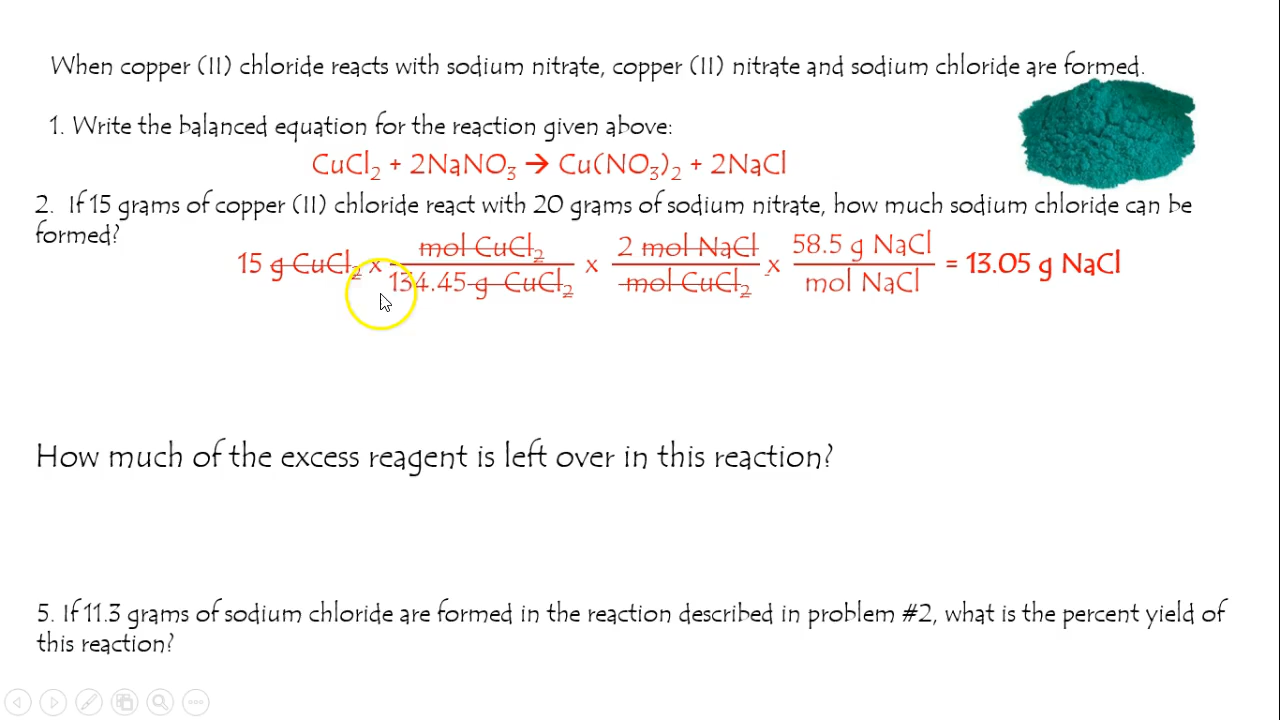 When copper (II) chloride reacts with sodium nitrate, copper (II) nitrate and sodium chloride are formed.
1. Write the balanced equation for the reaction given above:
CuCl₂ + 2NaNO₃ → Cu(NO₃)₂ + 2NaCl
2. If 15 grams of copper (II) chloride react with 20 grams of sodium nitrate, how much sodium chloride can be
formed?
mol CuCl₂ 2 mol NaCl 58.5 g NaCl
15 g CuCl₂ x x x = 13.05 g NaCl
134.45 g CuCl₂ mol CuCl₂ mol NaCl
How much of the excess reagent is left over in this reaction?
5. If 11.3 grams of sodium chloride are formed in the reaction described in problem #2, what is the percent yield of
this reaction?